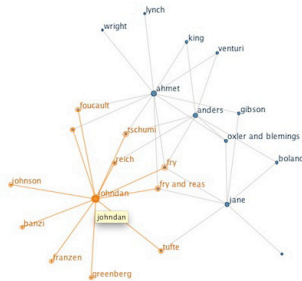 lynch
wright
king
venturi
ahmet
foucault
anders
gibson
tschumi
oxler and blemings
reich
fry
boland
johnson
fry and reas
johndan
jane
johndan
banzi
tufte
franzen
greenberg